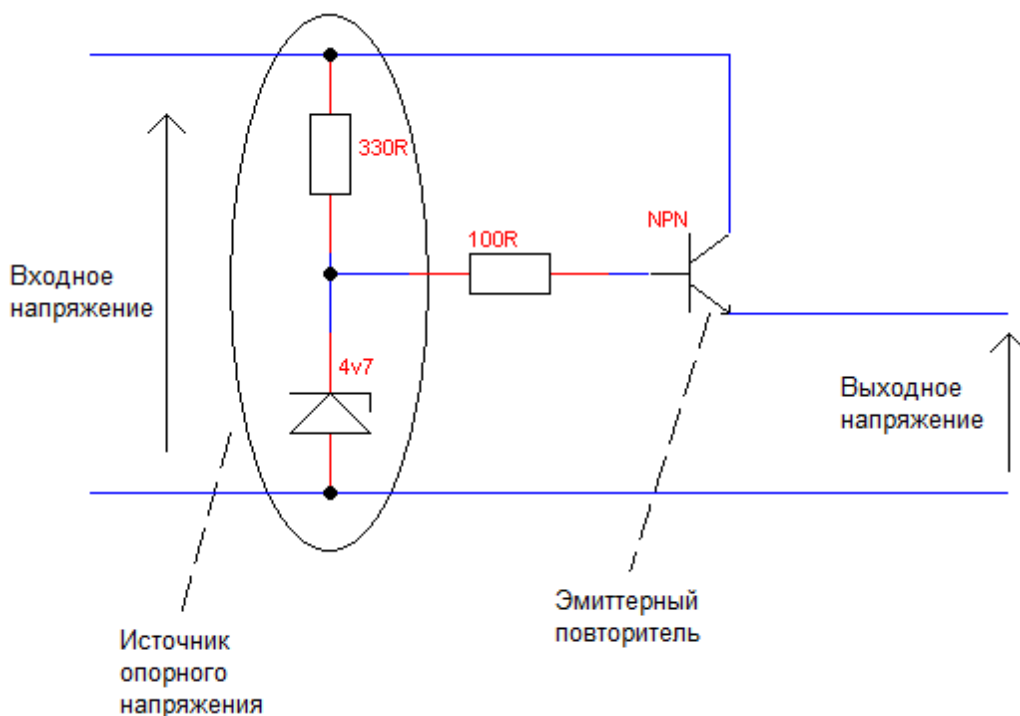 330R
NPN
100R
Входное
напряжение
4v7
Выходное
напряжение
Эмиттерный
повторитель
Источник
опорного
напряжения